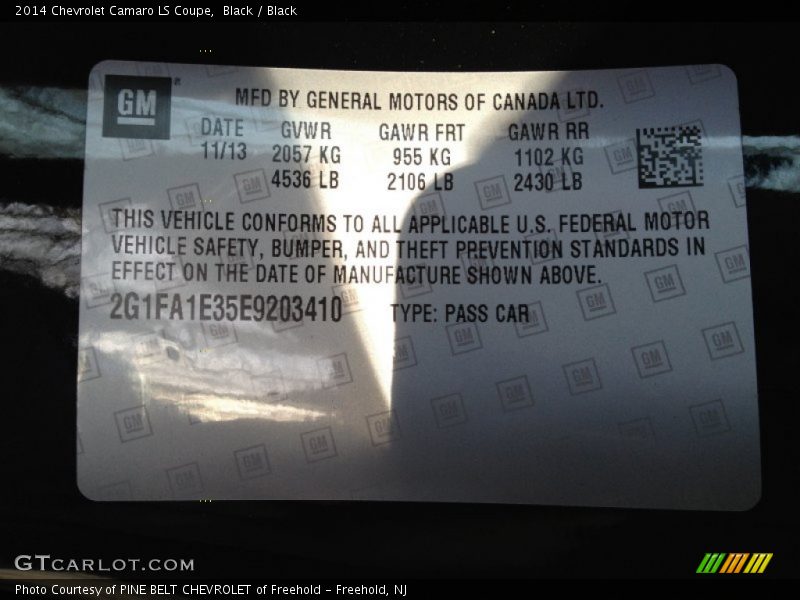 2014 Chevrolet Camaro LS Coupe, Black / Black
GM
MFD BY GENERAL MOTORS OF CANADA LTD.
DATE GVWR GAWR FRT GAWR RR
11/13 2057 KG 955 KG 1102 KG
4536 LB 2106 LB 2430 LB
THIS VEHICLE CONFORMS TO ALL APPLICABLE U.S. FEDERAL MOTOR
VEHICLE SAFETY, BUMPER, AND THEFT PREVENTION STANDARDS IN
EFFECT ON THE DATE OF MANUFACTURE SHOWN ABOVE.
2G1FA1E35E9203410 TYPE: PASS CAR
GTCARLOT.COM
Photo Courtesy of PINE BELT CHEVROLET of Freehold - Freehold, NJ